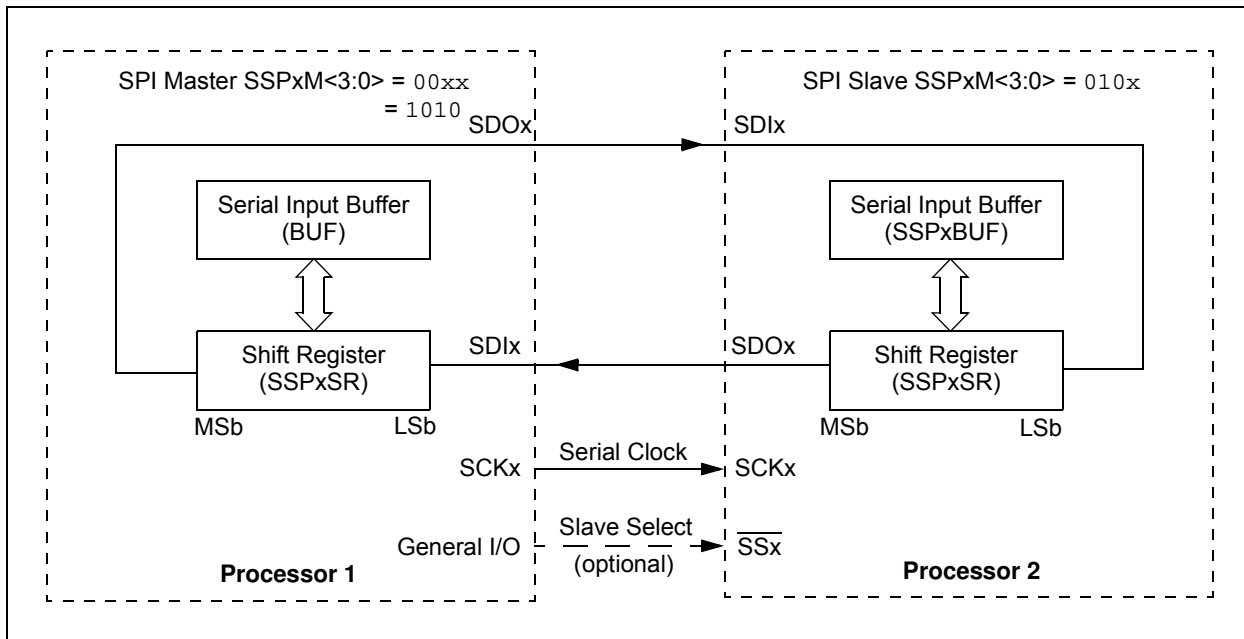 SPI Master SSPxM<3:0> = 00xx
= 1010
SDOx
Serial Input Buffer
(BUF)
Shift Register
(SSPxSR)
MSb
LSb
SDIx
SCKx
General I/O
Processor 1
Serial Clock
Slave Select
(optional)
SPI Slave SSPxM<3:0> = 010x
SDIx
Serial Input Buffer
(SSPxBUF)
SDOx
Shift Register
(SSPxSR)
MSb
LSb
SCKx
S̅S̅x̅
Processor 2